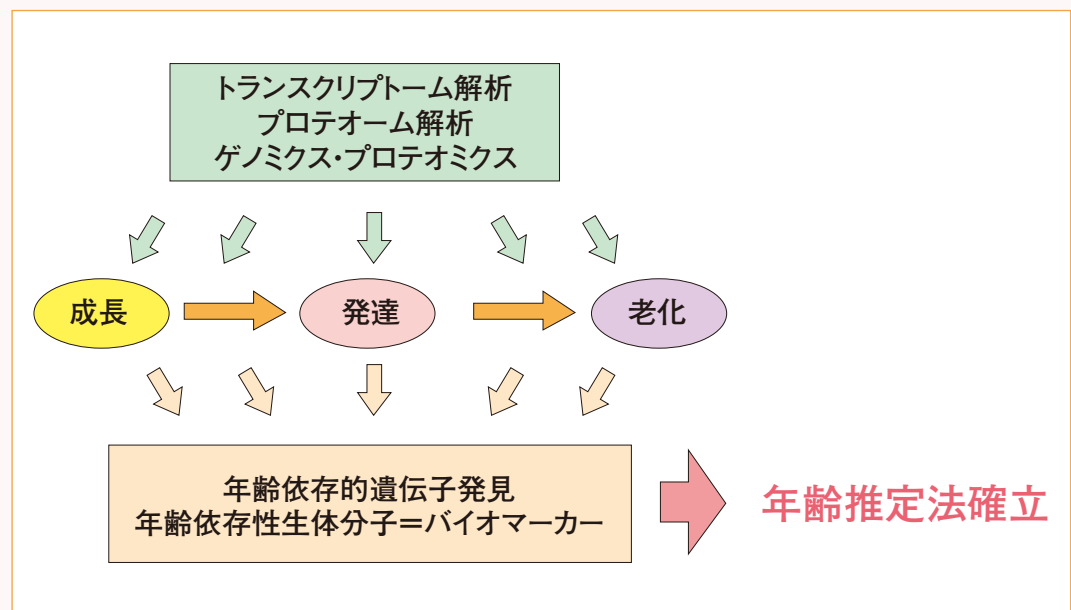 トランスクリプトーム解析
プロテオーム解析
ゲノミクス・プロテオミクス
成長
発達
老化
年齢依存的遺伝子発見
年齢依存性生体分子＝バイオマーカー
年齢推定法確立